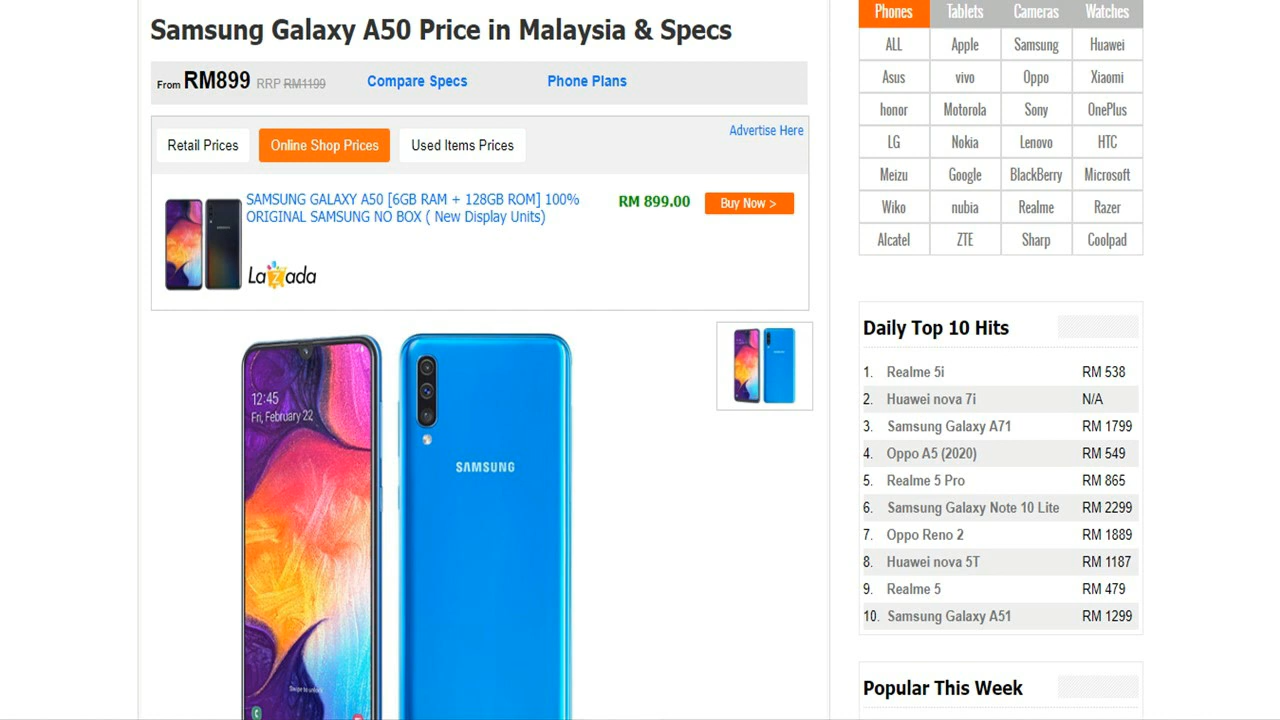 Samsung Galaxy A50 Price in Malaysia & Specs
From RM899 RRP RM1199 Compare Specs Phone Plans
Advertise Here
Retail Prices Online Shop Prices Used Items Prices
SAMSUNG GALAXY A50 [6GB RAM + 128GB ROM] 100%
ORIGINAL SAMSUNG NO BOX ( New Display Units)
RM 899.00 Buy Now >
Lazada
12:45
Fri, February 22
Swipe to unlock
SAMSUNG
Phones Tablets Cameras Watches
ALL Apple Samsung Huawei
Asus vivo Oppo Xiaomi
honor Motorola Sony OnePlus
LG Nokia Lenovo HTC
Meizu Google BlackBerry Microsoft
Wiko nubia Realme Razer
Alcatel ZTE Sharp Coolpad
Daily Top 10 Hits
1. Realme 5i RM 538
2. Huawei nova 7i N/A
3. Samsung Galaxy A71 RM 1799
4. Oppo A5 (2020) RM 549
5. Realme 5 Pro RM 865
6. Samsung Galaxy Note 10 Lite RM 2299
7. Oppo Reno 2 RM 1889
8. Huawei nova 5T RM 1187
9. Realme 5 RM 479
10. Samsung Galaxy A51 RM 1299
Popular This Week